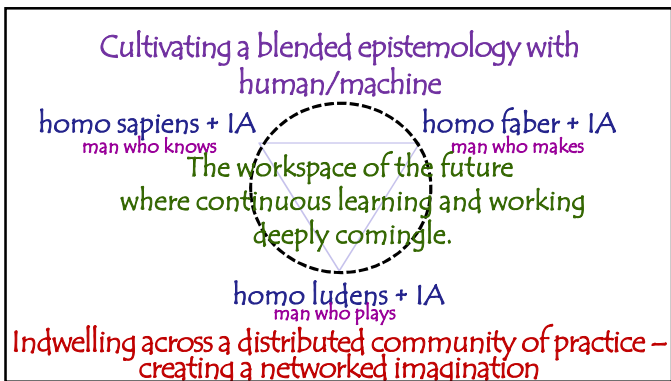 Cultivating a blended epistemology with
human/machine
homo sapiens + IA
man who knows
homo faber + IA
man who makes
The workspace of the future
where continuous learning and working
deeply comingle.
homo ludens + IA
man who plays
Indwelling across a distributed community of practice –
creating a networked imagination